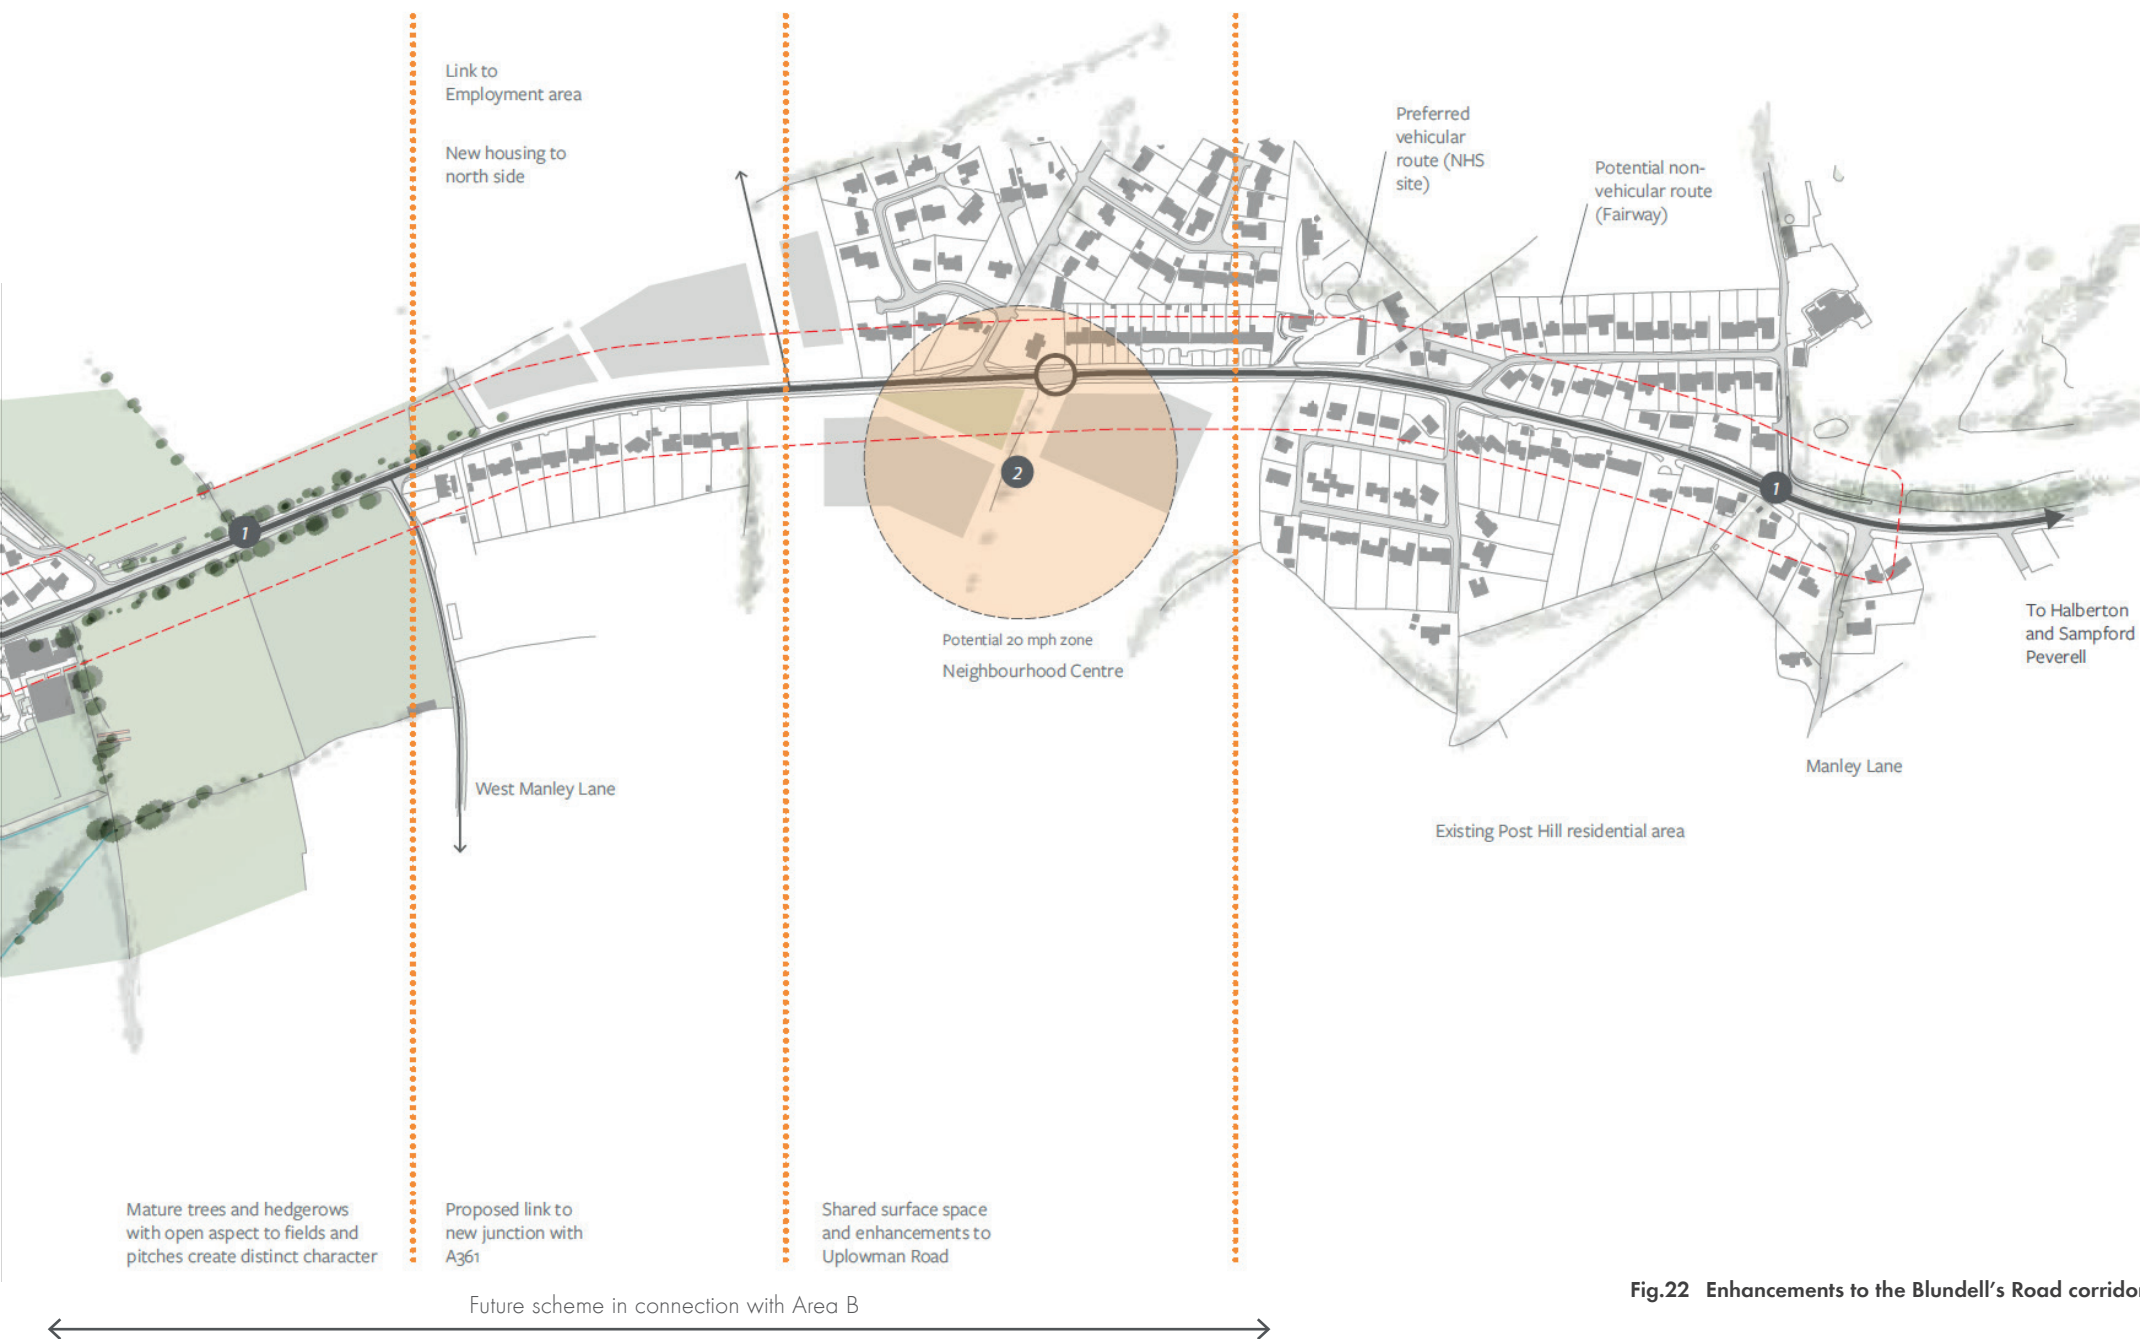 Link to
Employment area
New housing to
north side
Preferred
vehicular
route (NHS
site)
Potential non-
vehicular route
(Fairway)
1
2
1
Potential 20 mph zone
Neighbourhood Centre
To Halberton
and Sampford
Peverell
West Manley Lane
Manley Lane
Existing Post Hill residential area
Mature trees and hedgerows
with open aspect to fields and
pitches create distinct character
Proposed link to
new junction with
A361
Shared surface space
and enhancements to
Uplowman Road
Fig.22 Enhancements to the Blundell's Road corridor
Future scheme in connection with Area B